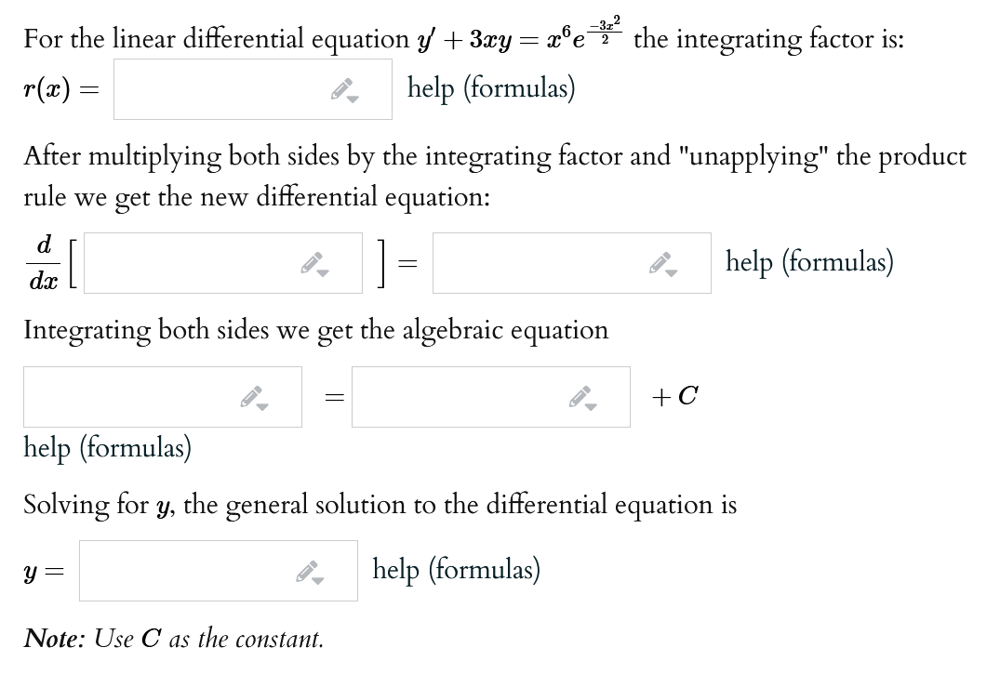 For the linear differential equation y′ + 3xy = x⁶e^(−3x²/2) the integrating factor is:
r(x) = help (formulas)
After multiplying both sides by the integrating factor and "unapplying" the product
rule we get the new differential equation:
d/dx [ ] = help (formulas)
Integrating both sides we get the algebraic equation
= + C
help (formulas)
Solving for y, the general solution to the differential equation is
y = help (formulas)
Note: Use C as the constant.